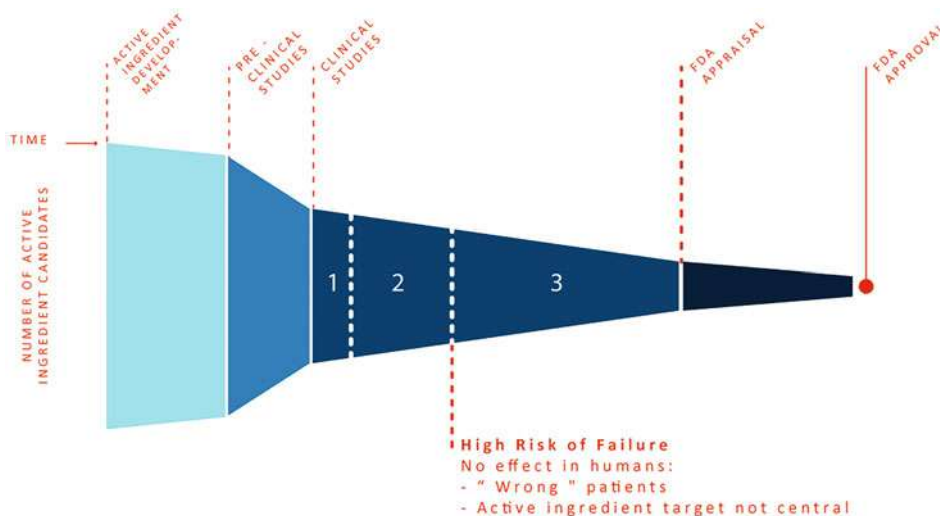 ACTIVE
INGREDIENT
DEVELOP-
MENT
PRE -
CLINICAL
STUDIES
CLINICAL
STUDIES
FDA
APPRAISAL
FDA
APPROVAL
TIME
NUMBER OF ACTIVE
INGREDIENT CANDIDATES
1
2
3
High Risk of Failure
No effect in humans:
- “ Wrong ” patients
- Active ingredient target not central